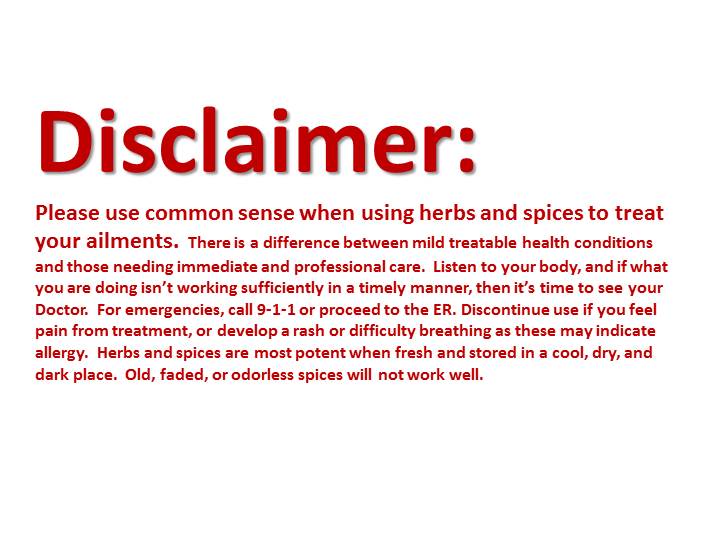 Disclaimer:
Please use common sense when using herbs and spices to treat
your ailments.  There is a difference between mild treatable health conditions
and those needing immediate and professional care.  Listen to your body, and if what
you are doing isn’t working sufficiently in a timely manner, then it’s time to see your
Doctor.  For emergencies, call 9-1-1 or proceed to the ER. Discontinue use if you feel
pain from treatment, or develop a rash or difficulty breathing as these may indicate
allergy.  Herbs and spices are most potent when fresh and stored in a cool, dry, and
dark place.  Old, faded, or odorless spices will not work well.